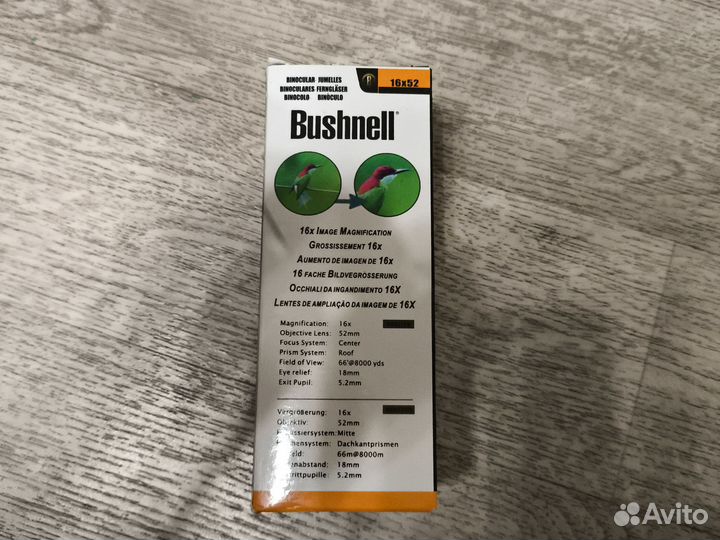 BINOCULAR JUMELLES
BINOCULARES FERNGLÄSER
BINOCOLO BINÓCULO
16x52
Bushnell®
16x IMAGE MAGNIFICATION
GROSSISSEMENT 16x
AUMENTO DE IMAGEN DE 16x
16 FACHE BILDVEGRÖSSERUNG
OCCHIALI DA INGANDIMENTO 16X
LENTES DE AMPLIAÇÃO DA IMAGEM DE 16X
Magnification: 16x
Objective Lens: 52mm
Focus System: Center
Prism System: Roof
Field of View: 66'@8000 yds
Eye relief: 18mm
Exit Pupil: 5.2mm
Vergrößerung: 16x
Objektiv: 52mm
Mitte
Dachkantprismen
66m@8000m
18mm
5.2mm
Avito